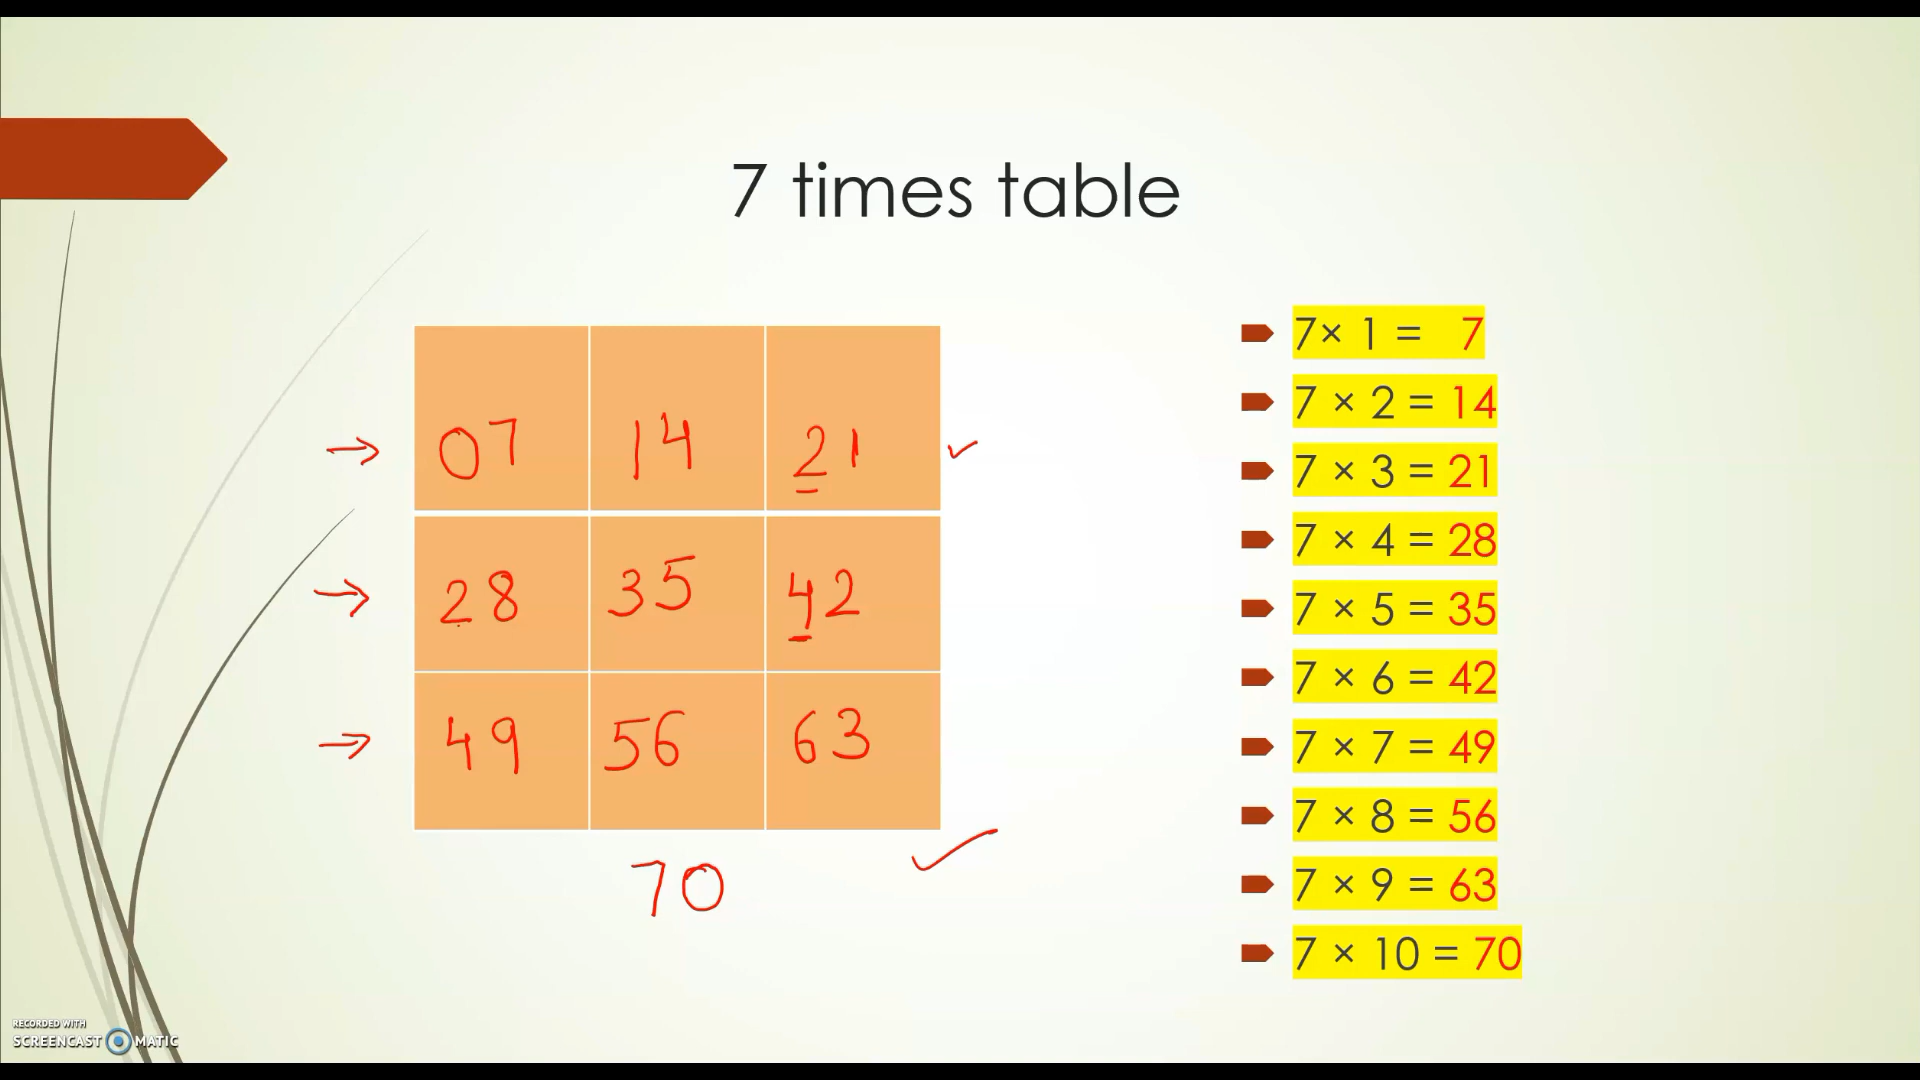 7 times table
07 14 21
28 35 42
49 56 63
70
7× 1 = 7
7 × 2 = 14
7 × 3 = 21
7 × 4 = 28
7 × 5 = 35
7 × 6 = 42
7 × 7 = 49
7 × 8 = 56
7 × 9 = 63
7 × 10 = 70
RECORDED WITH
SCREENCAST MATIC